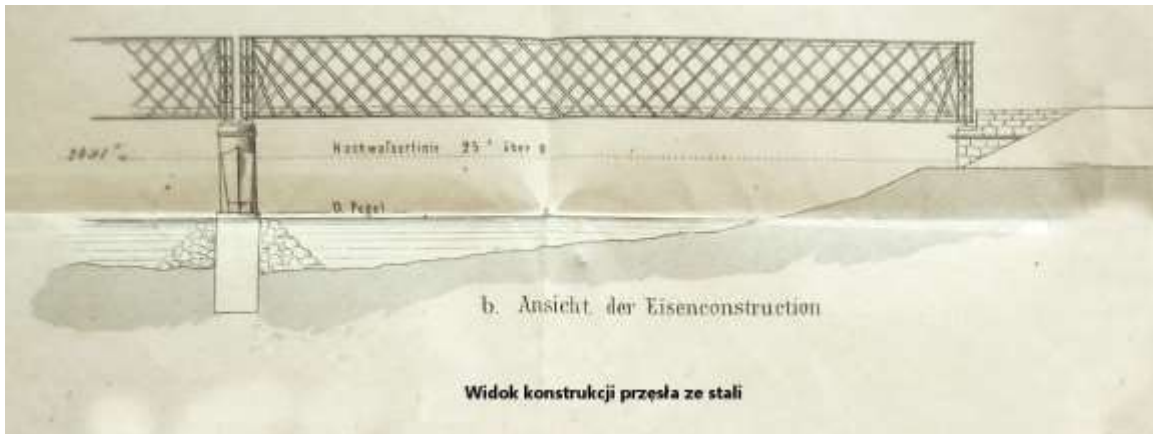 Hochwaſserlinie 25' über 0
0. Pegel
b. Ansicht der Eisenconstruction
Widok konstrukcji przęsła ze stali